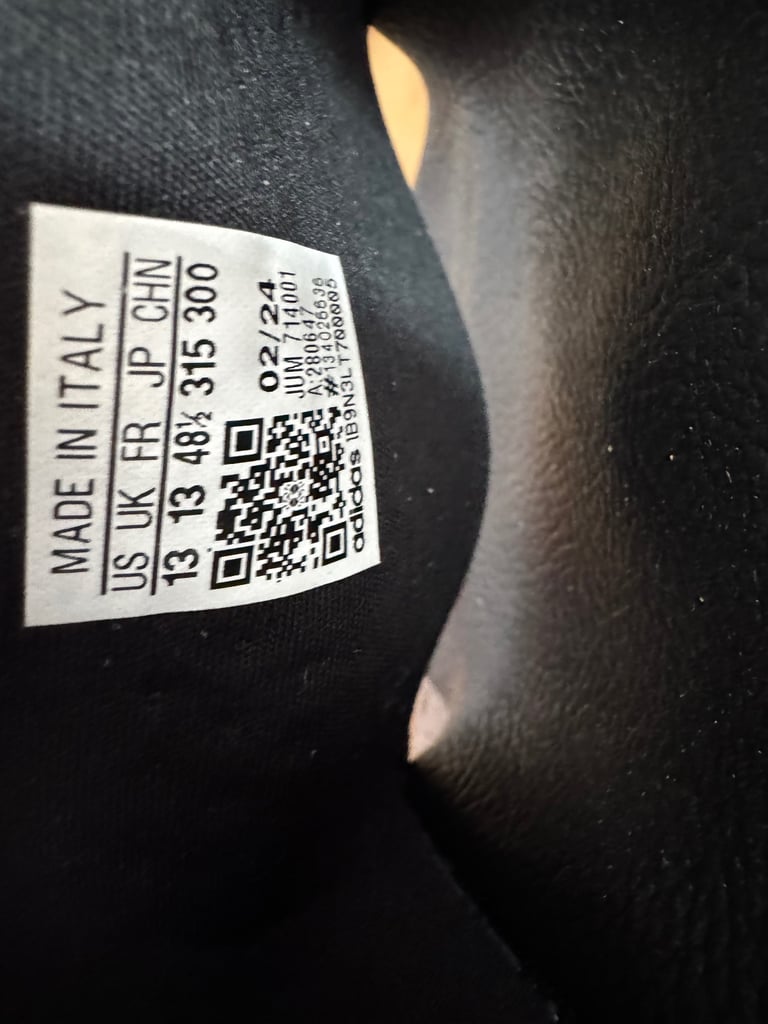 MADE IN ITALY
US UK FR JP CHN
13 13 48½ 315 300
02/24
JUM 714001
A:280647
#134026636
adidas IB9N3LT700005